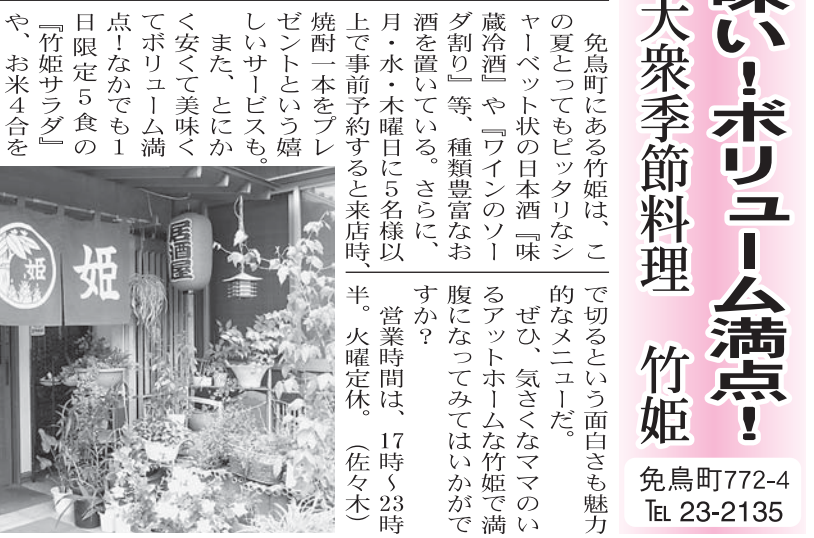 味い！ボリューム満点！
大衆季節料理　竹姫
免鳥町772-4
TEL 23-2135
　免鳥町にある竹姫は、こ
の夏とってもピッタリなシ
ャーベット状の日本酒『味
蔵冷酒』や『ワインのソー
ダ割り』等、種類豊富なお
酒を置いている。さらに、
月・水・木曜日に５名様以
上で事前予約すると来店時、
焼酎一本をプレ
ゼントという嬉
しいサービスも。
　また、とにか
く安くて美味く
てボリューム満
点！なかでも１
日限定５食の
『竹姫サラダ』
や、お米４合を
で切るという面白さも魅力
的なメニューだ。
　ぜひ、気さくなママのい
るアットホームな竹姫で満
腹になってみてはいかがで
すか？
　営業時間は、17時～23時
半。火曜定休。　（佐々木）
居酒屋
姫
姫